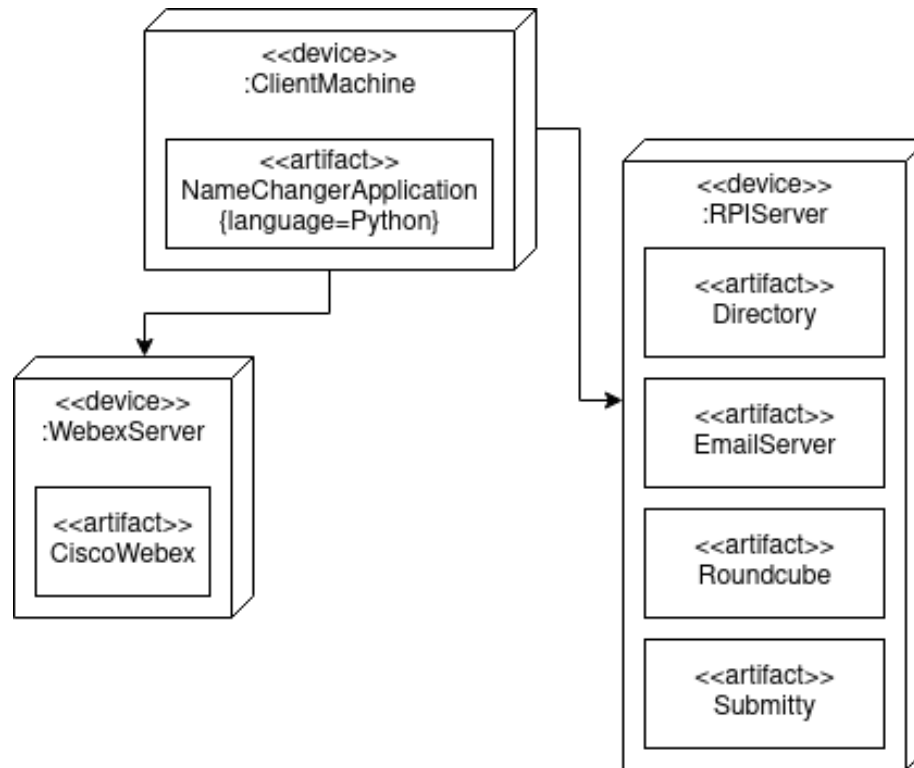 <<device>>
:ClientMachine
<<artifact>>
NameChangerApplication
{language=Python}
<<device>>
:RPIServer
<<artifact>>
Directory
<<artifact>>
EmailServer
<<artifact>>
Roundcube
<<artifact>>
Submitty
<<device>>
:WebexServer
<<artifact>>
CiscoWebex